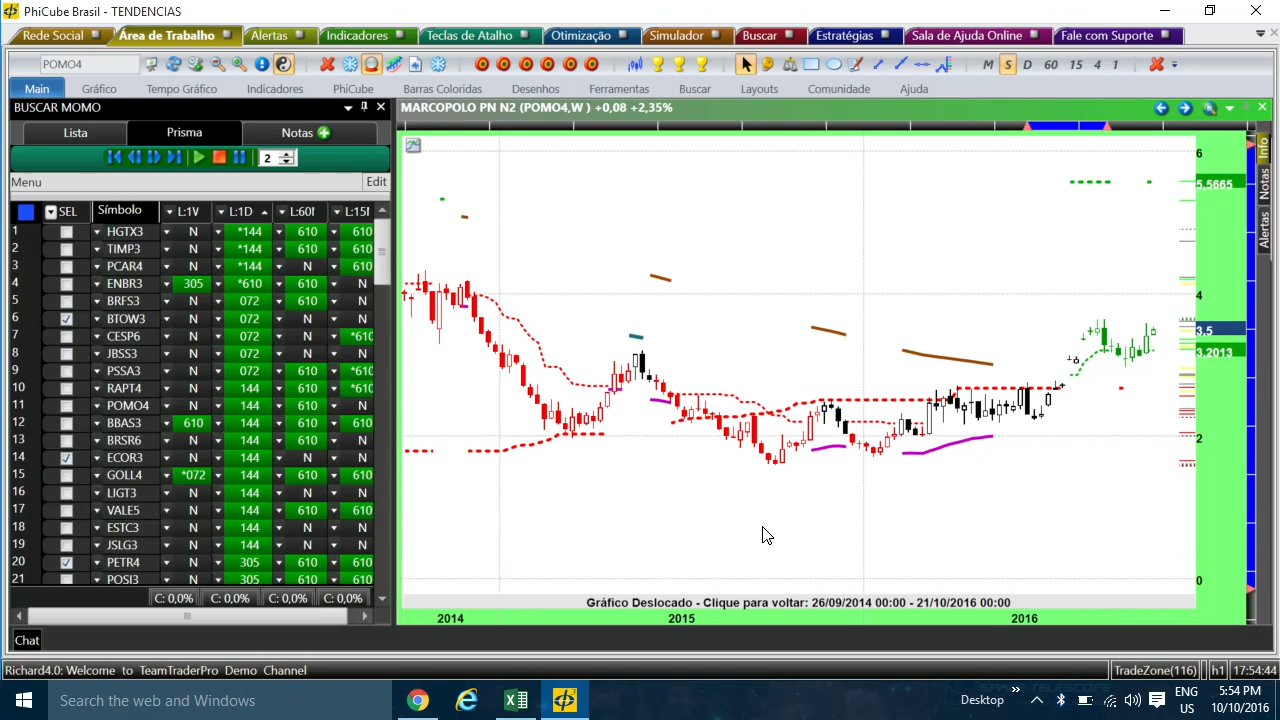 PhiCube Brasil - TENDENCIAS
Rede Social Área de Trabalho Alertas Indicadores Teclas de Atalho Otimização Simulador Buscar Estratégias Sala de Ajuda Online Fale com Suporte
POMO4 M S D 60 15 4 1
Main Gráfico Tempo Gráfico Indicadores PhiCube Barras Coloridas Desenhos Ferramentas Buscar Layouts Comunidade Ajuda
BUSCAR MOMO
MARCOPOLO PN N2 (POMO4,W ) +0,08 +2,35%
Lista Prisma Notas
2
Menu Edit
SEL Símbolo L:1V L:1D L:60I L:15I
1 HGTX3 N *144 610 610
2 TIMP3 N *144 610 610
3 PCAR4 N *144 N 610
4 ENBR3 305 *610 610 N
5 BRFS3 N 072 610 N
6 BTOW3 N 072 N N
7 CESP6 N 072 N *610
8 JBSS3 N 072 N N
9 PSSA3 N 072 610 *610
10 RAPT4 N 144 610 *610
11 POMO4 N 144 610 N
12 BBAS3 610 144 610 610
13 BRSR6 N 144 610 N
14 ECOR3 N 144 N N
15 GOLL4 *072 144 610 610
16 LIGT3 N 144 N N
17 VALE5 N 144 610 610
18 ESTC3 N 144 N N
19 JSLG3 N 144 N N
20 PETR4 N 305 610 610
21 POSI3 N 305 610 610
C: 0,0% C: 0,0% C: 0,0% C: 0,0%
6
5,5665
4
3,5
3,2013
2
0
Info
Notas
Alertas
Gráfico Deslocado - Clique para voltar: 26/09/2014 00:00 - 21/10/2016 00:00
2014 2015 2016
Chat
Richard4.0: Welcome to TeamTraderPro Demo Channel
TradeZone(116) h1 17:54:44
Search the web and Windows
Desktop
ENG
US
5:54 PM
10/10/2016